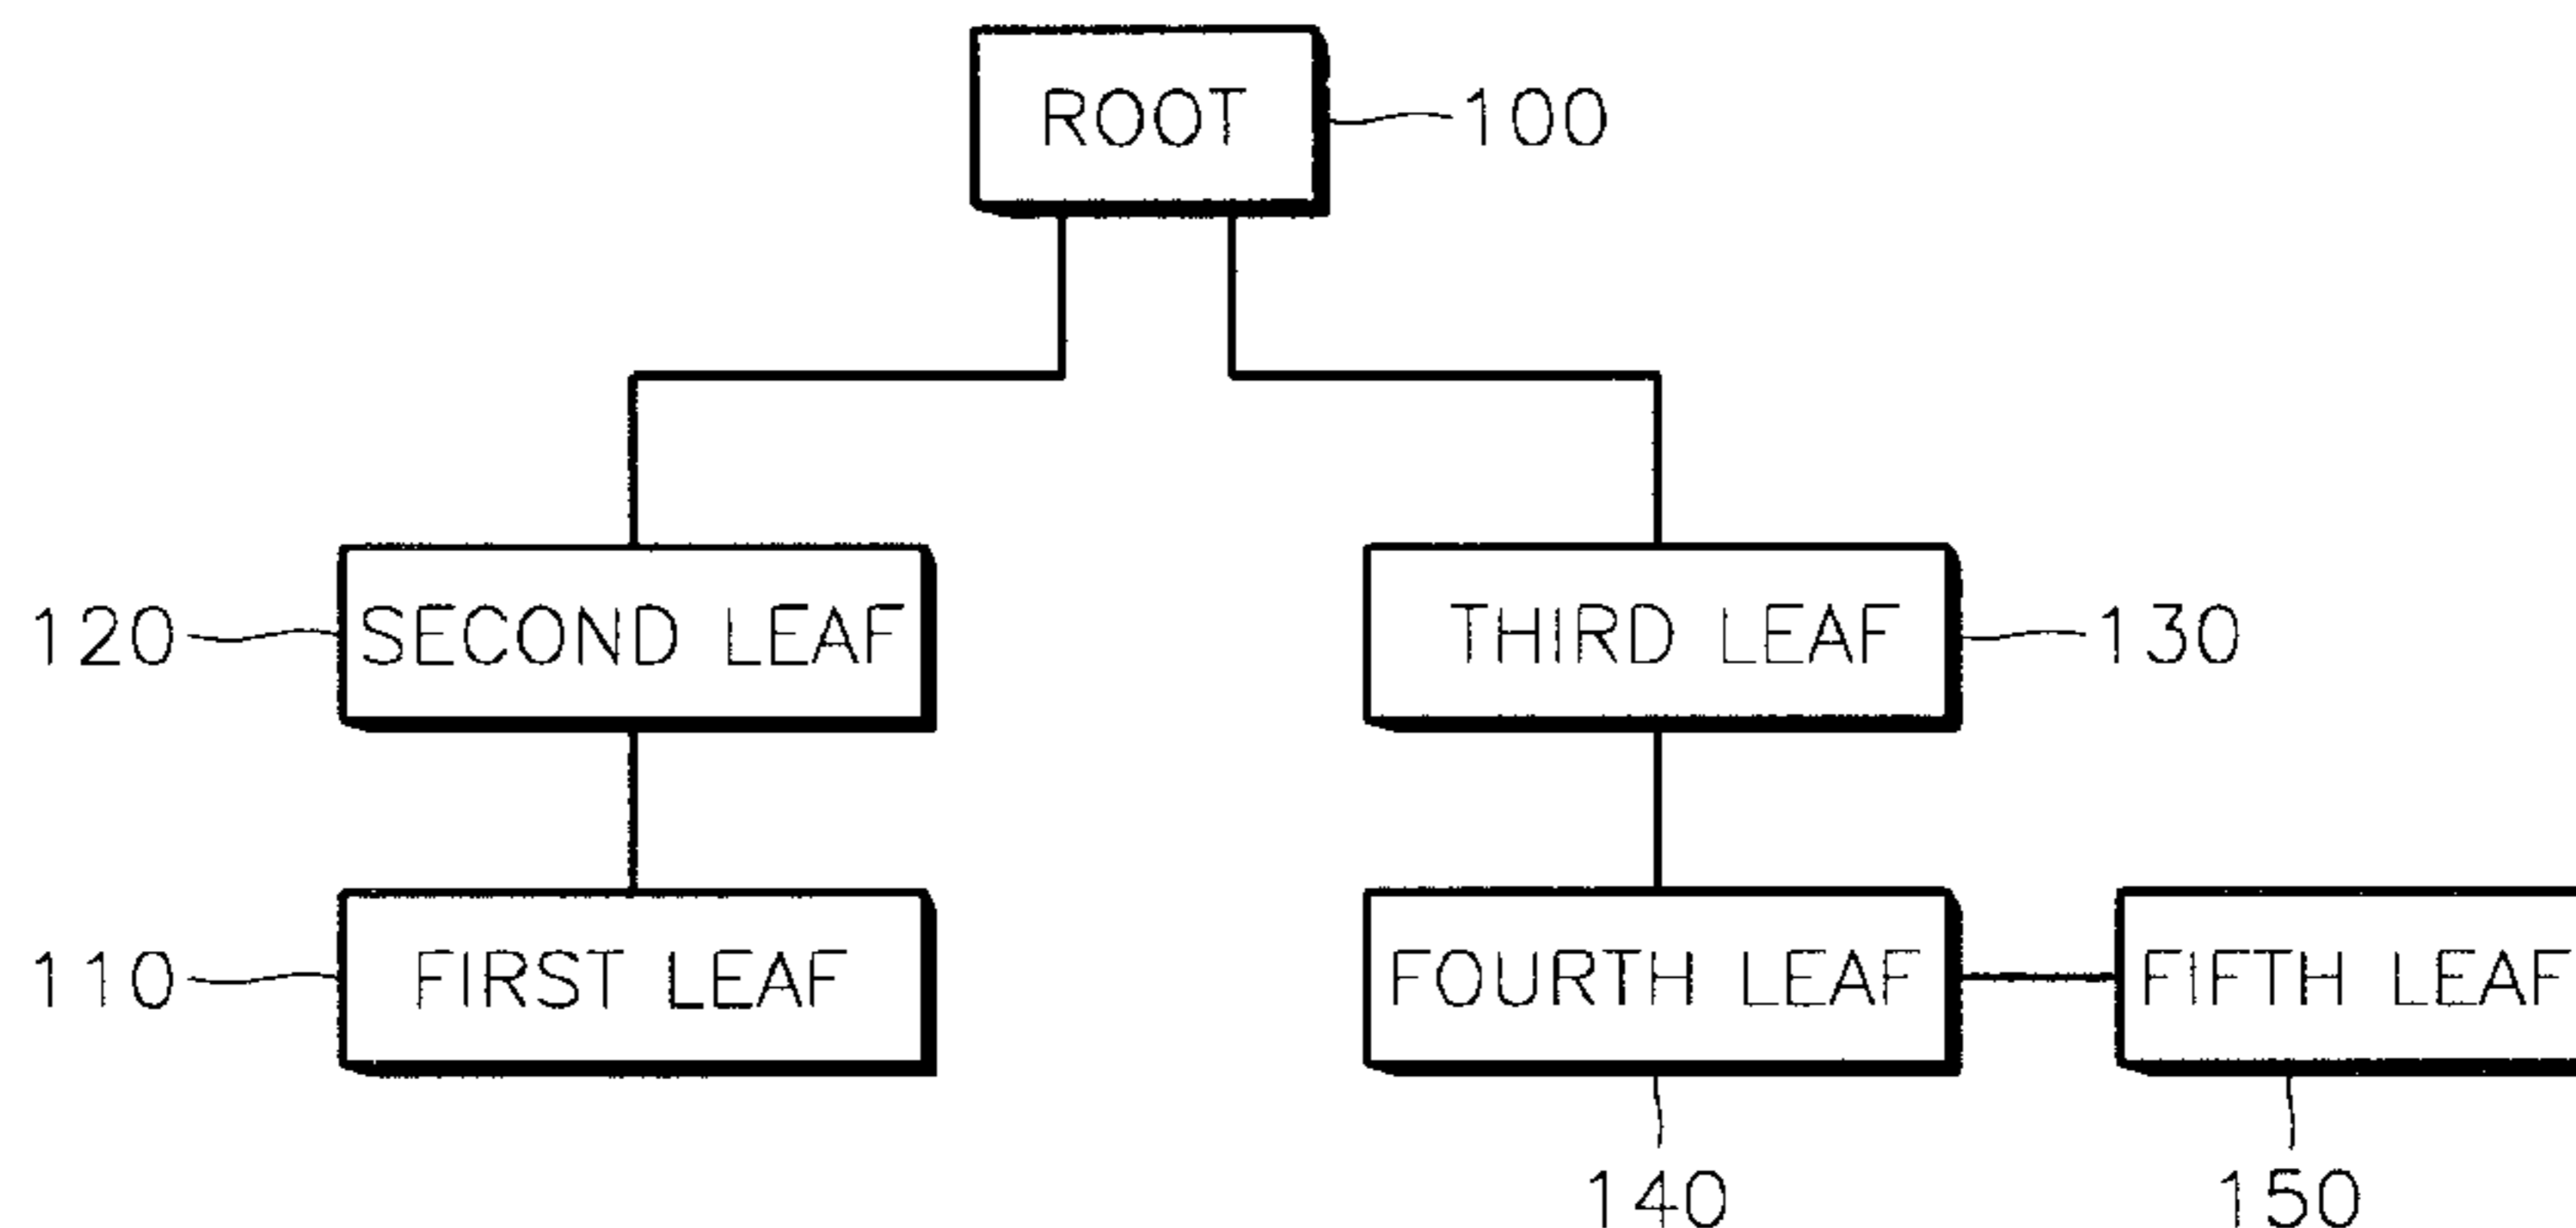 ROOT 100
120 SECOND LEAF THIRD LEAF 130
110 FIRST LEAF FOURTH LEAF FIFTH LEAF
140 150